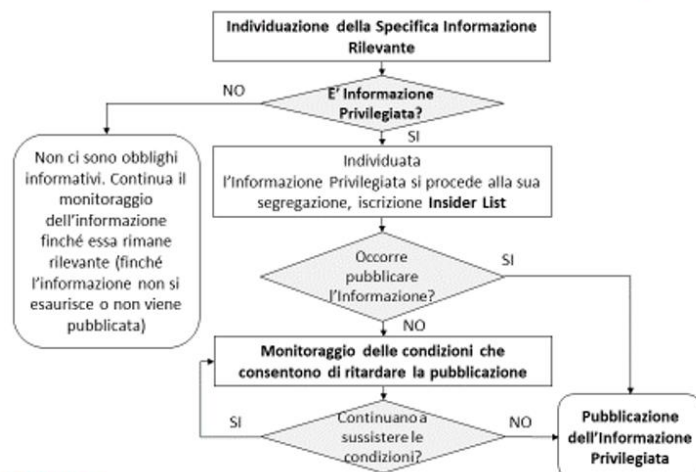 Individuazione della Specifica Informazione
Rilevante
NO
E' Informazione
Privilegiata?
SI
Non ci sono obblighi
informativi. Continua il
monitoraggio
dell'informazione
finché essa rimane
rilevante (finché
l'informazione non si
esaurisce o non viene
pubblicata)
Individuata
l'Informazione Privilegiata si procede alla sua
segregazione, iscrizione Insider List
Occorre
pubblicare
l'Informazione?
SI
NO
Monitoraggio delle condizioni che
consentono di ritardare la pubblicazione
SI
Continuano a
sussistere le
condizioni?
NO
Pubblicazione
dell'Informazione
Privilegiata